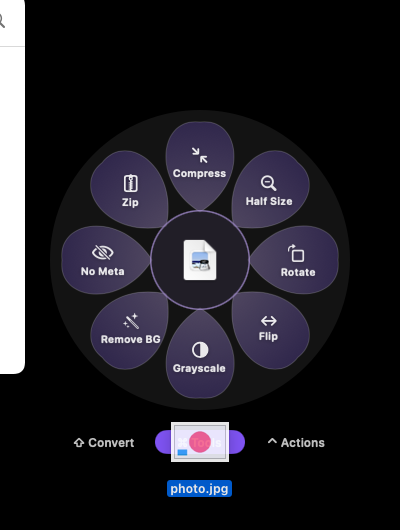 Compress
Zip
Half Size
No Meta
Rotate
Remove BG
Flip
Grayscale
Convert
Actions
photo.jpg